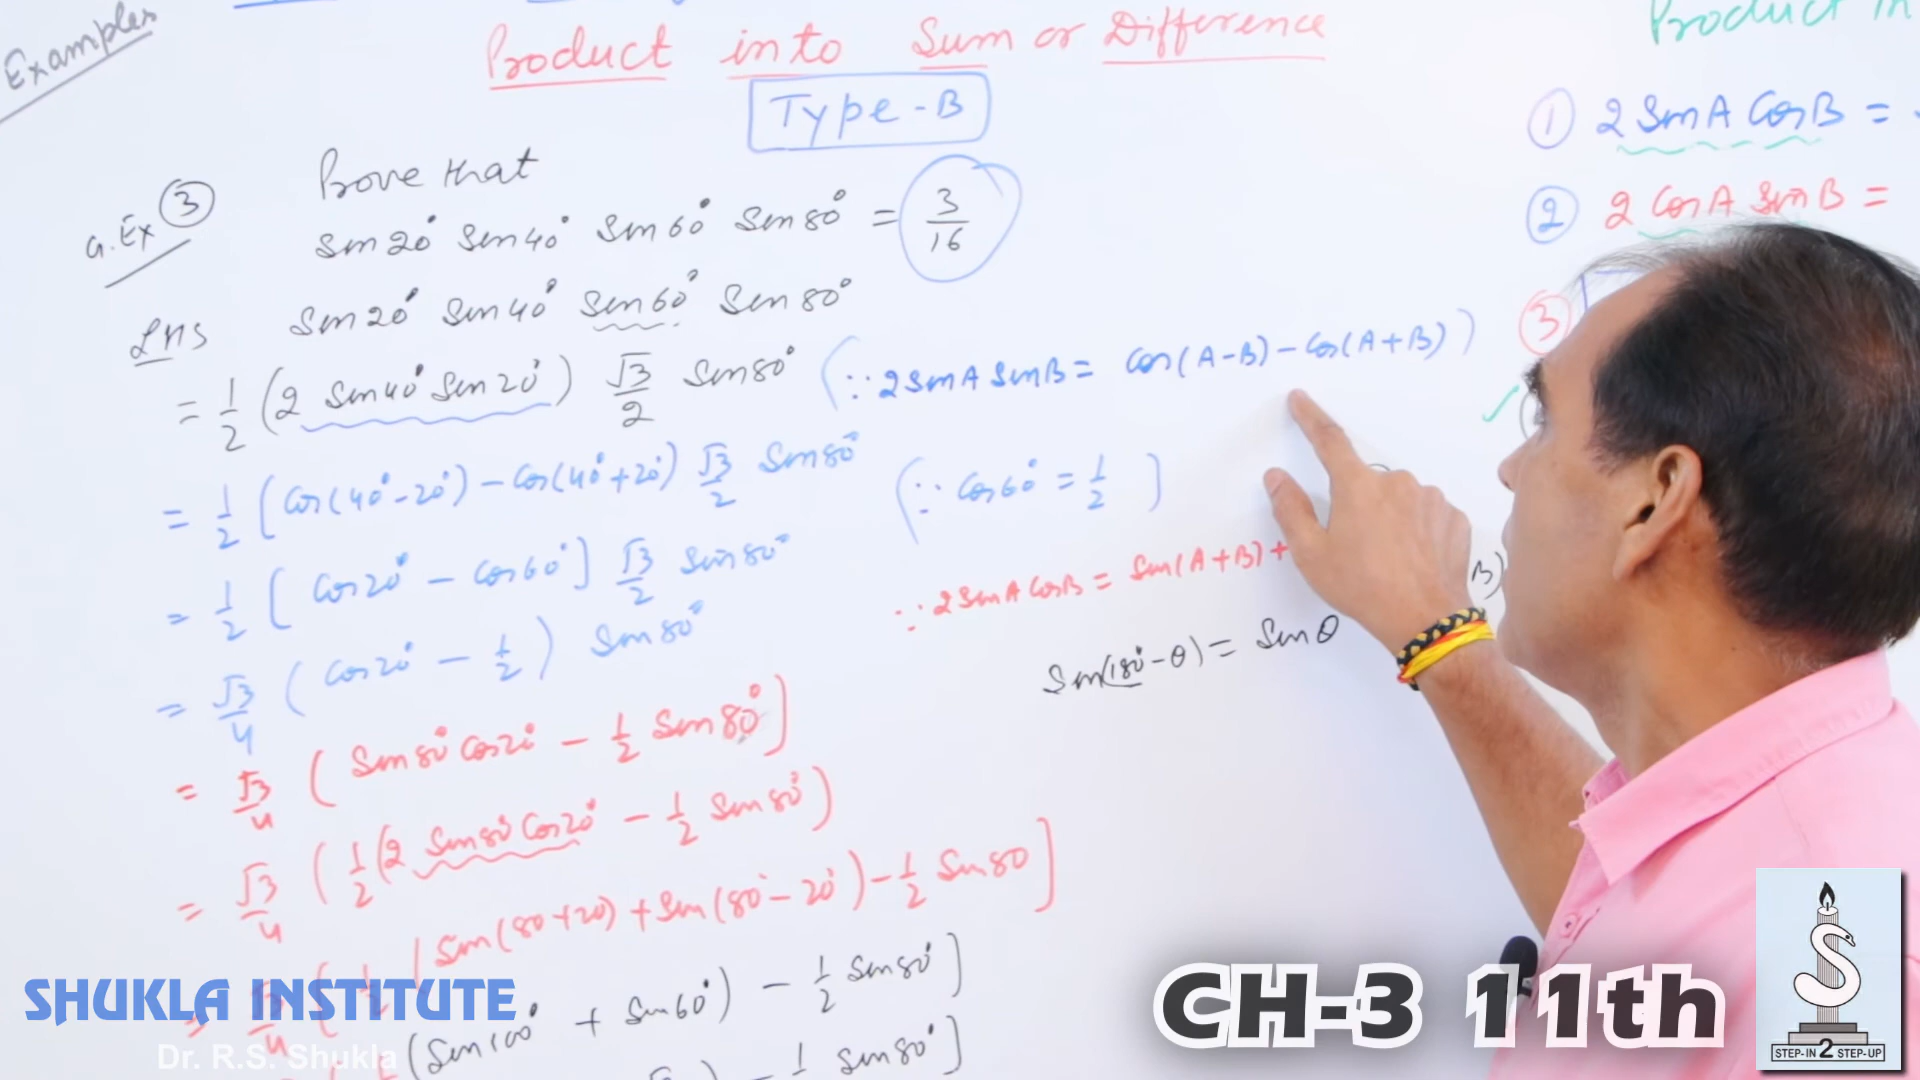 Examples
Product into Sum or Difference
Product in
Type-B
① 2 Sin A Cos B =
② 2 Cos A Sin B =
③
G.Ex ③ Prove that
Sin 20° Sin 40° Sin 60° Sin 80° = 3/16
LHS Sin 20° Sin 40° Sin 60° Sin 80°
= 1/2 (2 Sin 40° Sin 20°) √3/2 Sin 80° (∵ 2 Sin A Sin B = Cos(A-B) - Cos(A+B))
= 1/2 [Cos(40°-20°) - Cos(40°+20°) √3/2 Sin 80° (∵ Cos 60° = 1/2)
= 1/2 [Cos 20° - Cos 60°] √3/2 Sin 80°
∵ 2 Sin A Cos B = Sin(A+B) + B)
= √3/4 (Cos 20° - 1/2) Sin 80°
Sin(180° - θ) = Sin θ
= √3/4 (Sin 80° Cos 20° - 1/2 Sin 80°]
= √3/4 (1/2 (2 Sin 80° Cos 20° - 1/2 Sin 80°)
= √3/4 [1/2 [Sin(80+20) + Sin(80°-20°) - 1/2 Sin 80]
(Sin 100° + Sin 60°) - 1/2 Sin 80°]
) - 1 Sin 80°]
SHUKLA INSTITUTE
Dr. R.S. Shukla
CH-3 11th
S
STEP-IN 2 STEP-UP